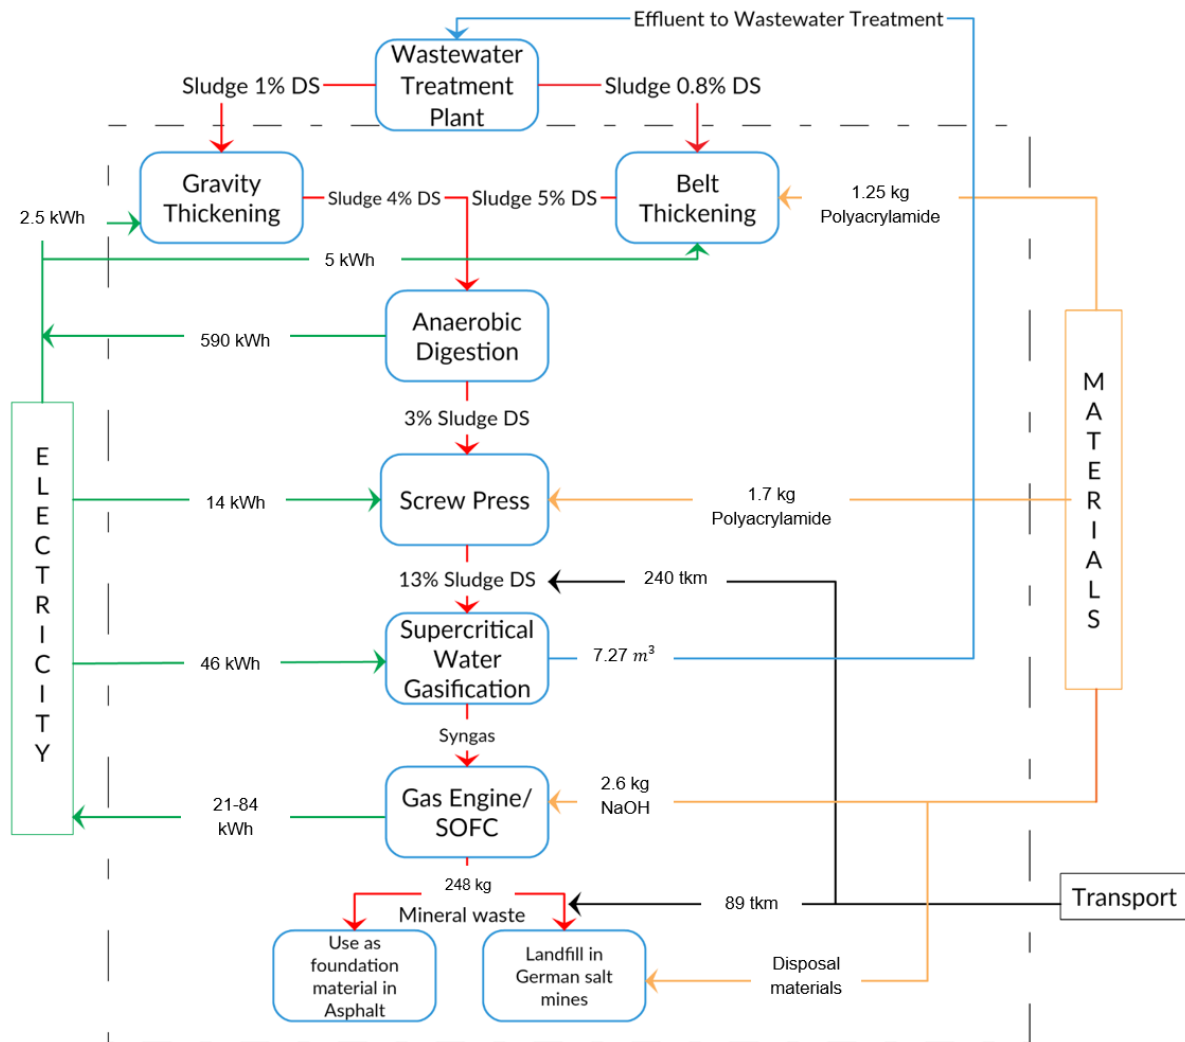 Effluent to Wastewater Treatment
Wastewater
Treatment
Plant
Sludge 1% DS
Sludge 0.8% DS
Gravity
Thickening
Sludge 4% DS
Sludge 5% DS
Belt
Thickening
1.25 kg
Polyacrylamide
2.5 kWh
5 kWh
Anaerobic
Digestion
590 kWh
3% Sludge DS
ELECTRICITY
MATERIALS
14 kWh
Screw Press
1.7 kg
Polyacrylamide
13% Sludge DS
240 tkm
46 kWh
Supercritical
Water
Gasification
7.27 m³
Syngas
21-84
kWh
Gas Engine/
SOFC
2.6 kg
NaOH
248 kg
Mineral waste
89 tkm
Transport
Use as
foundation
material in
Asphalt
Landfill in
German salt
mines
Disposal
materials